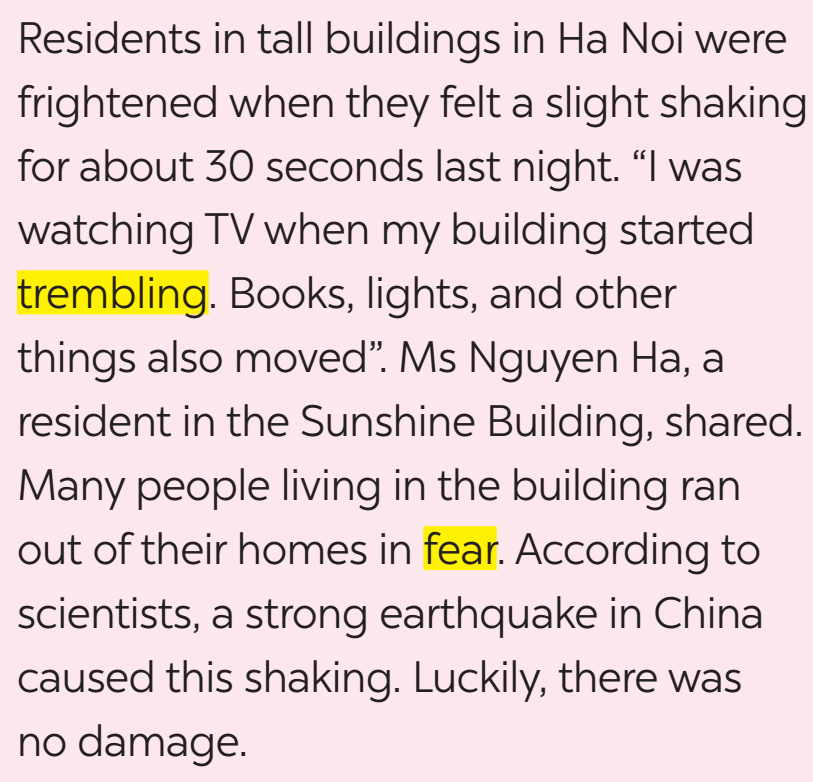 Residents in tall buildings in Ha Noi were
frightened when they felt a slight shaking
for about 30 seconds last night. “I was
watching TV when my building started
trembling. Books, lights, and other
things also moved”. Ms Nguyen Ha, a
resident in the Sunshine Building, shared.
Many people living in the building ran
out of their homes in fear. According to
scientists, a strong earthquake in China
caused this shaking. Luckily, there was
no damage.